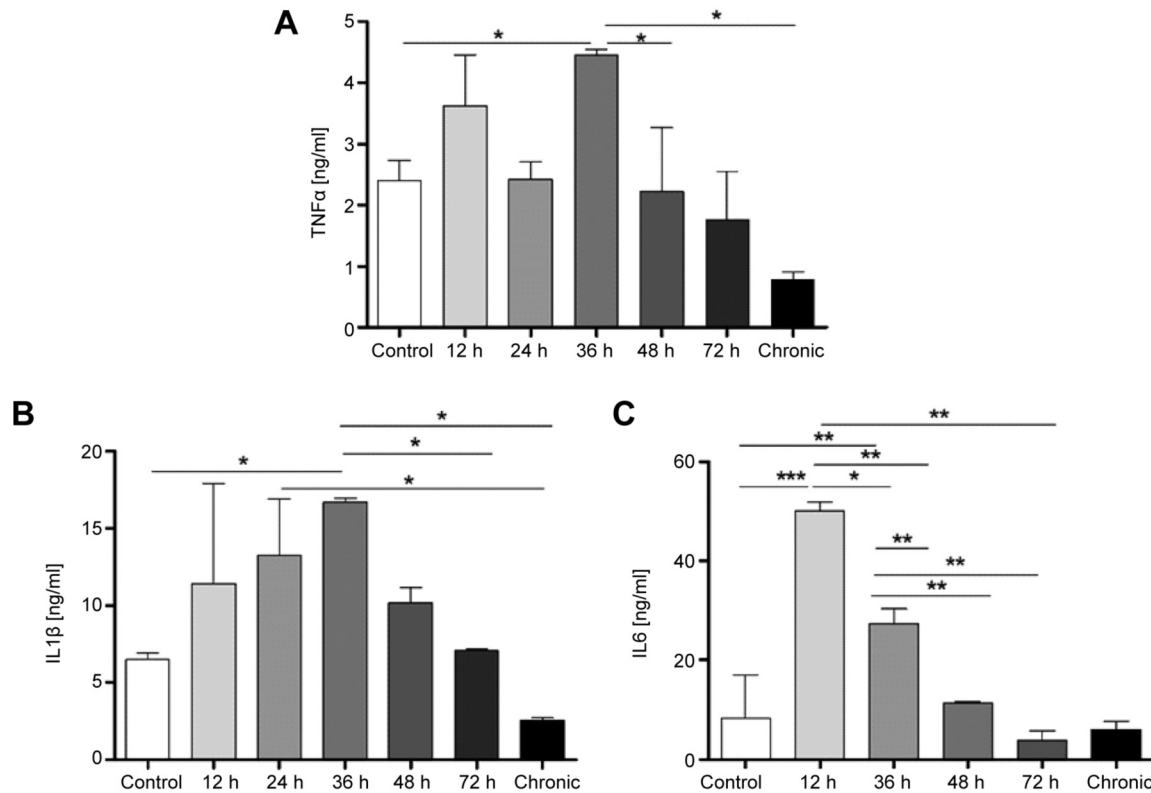 A
TNFα [ng/ml]
5
4
3
2
1
0
* * *
Control 12 h 24 h 36 h 48 h 72 h Chronic
B
IL1β [ng/ml]
20
15
10
5
0
*
*
* *
Control 12 h 24 h 36 h 48 h 72 h Chronic
C
IL6 [ng/ml]
60
40
20
0
**
**
**
*** *
**
**
**
Control 12 h 36 h 48 h 72 h Chronic